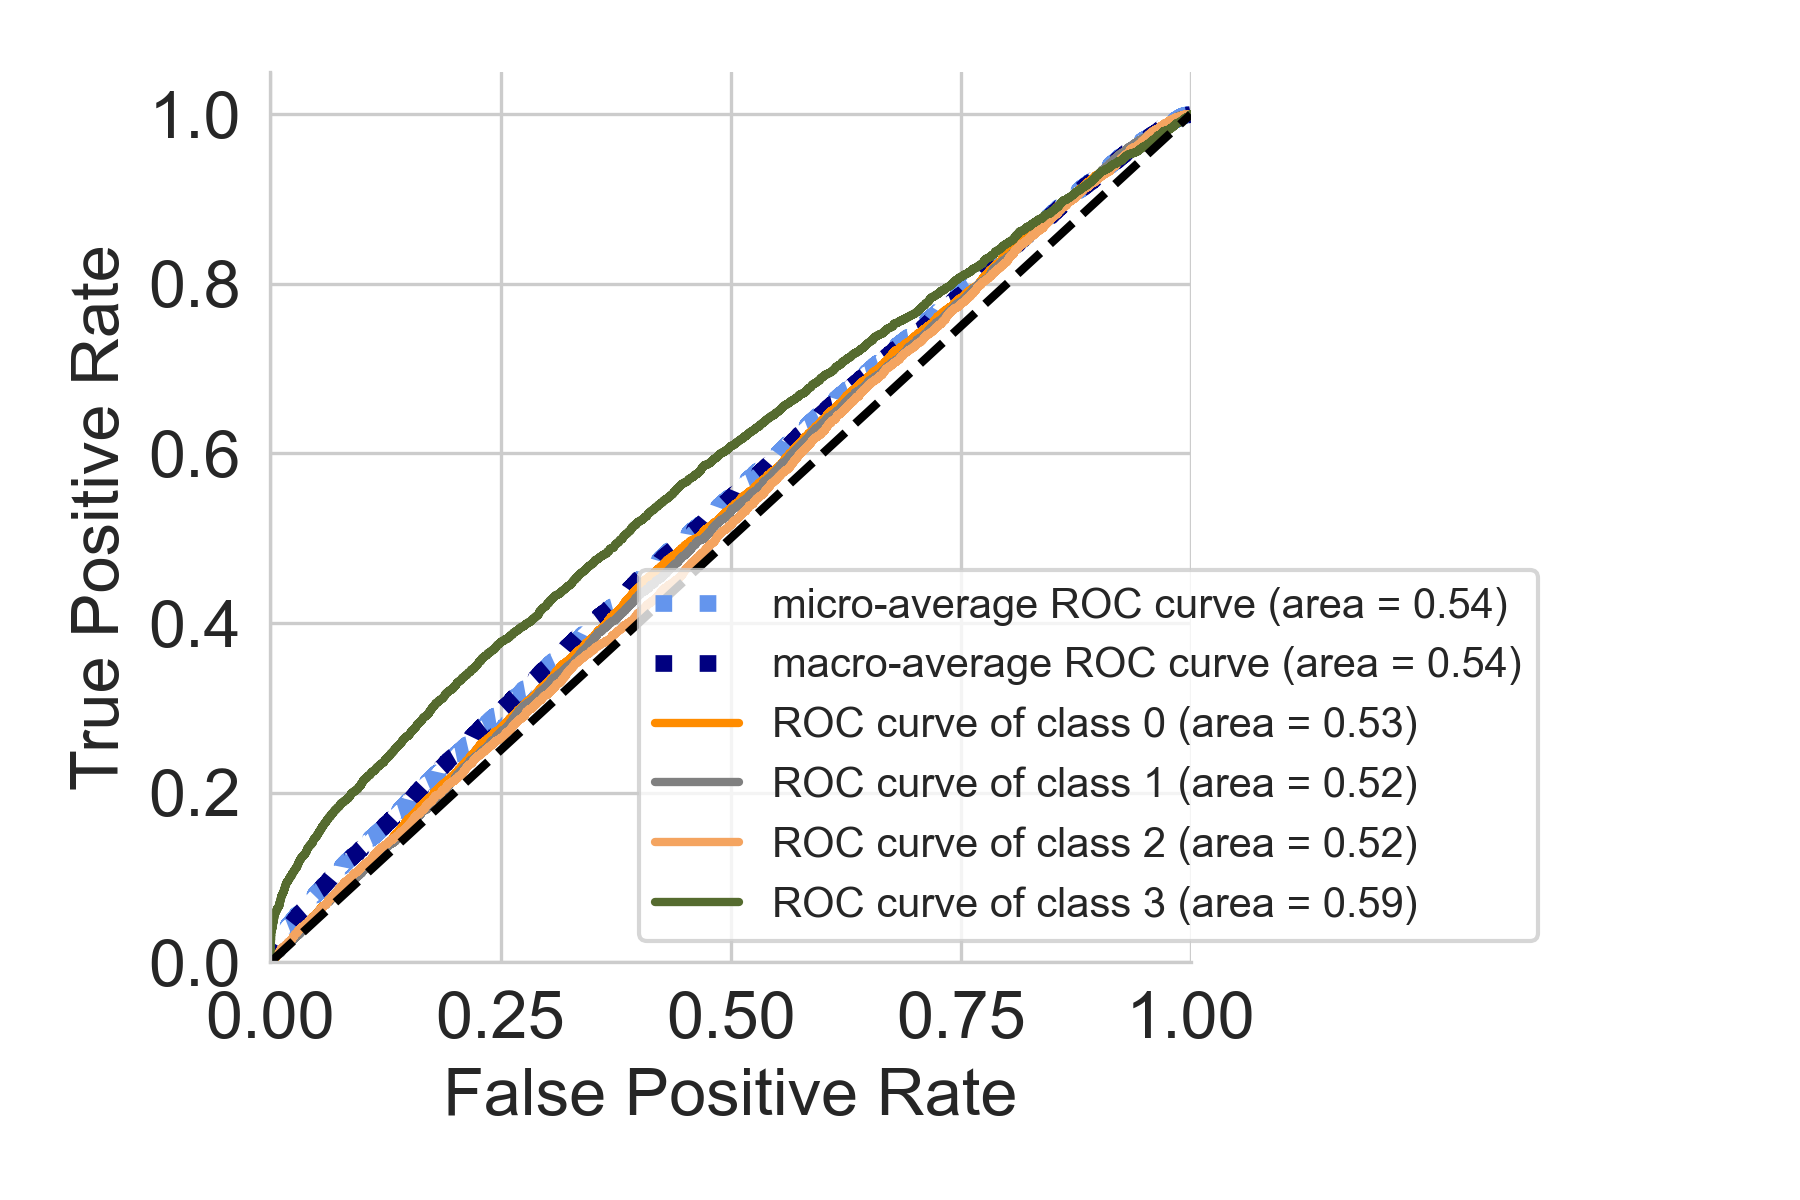 True Positive Rate
1.0
0.8
0.6
0.4
0.2
0.0
0.00 0.25 0.50 0.75 1.00
False Positive Rate
micro-average ROC curve (area = 0.54)
macro-average ROC curve (area = 0.54)
ROC curve of class 0 (area = 0.53)
ROC curve of class 1 (area = 0.52)
ROC curve of class 2 (area = 0.52)
ROC curve of class 3 (area = 0.59)